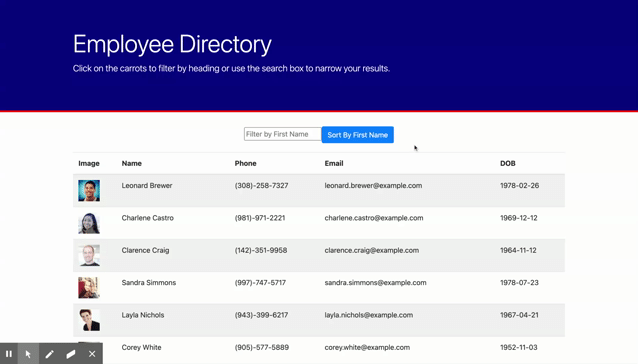 Employee Directory
Click on the carrots to filter by heading or use the search box to narrow your results.
Filter by First Name Sort By First Name
Image Name Phone Email DOB
Leonard Brewer (308)-258-7327 leonard.brewer@example.com 1978-02-26
Charlene Castro (981)-971-2221 charlene.castro@example.com 1969-12-12
Clarence Craig (142)-351-9958 clarence.craig@example.com 1964-11-12
Sandra Simmons (997)-747-5717 sandra.simmons@example.com 1978-07-23
Layla Nichols (943)-399-6217 layla.nichols@example.com 1967-04-21
Corey White (905)-577-5889 corey.white@example.com 1952-11-03